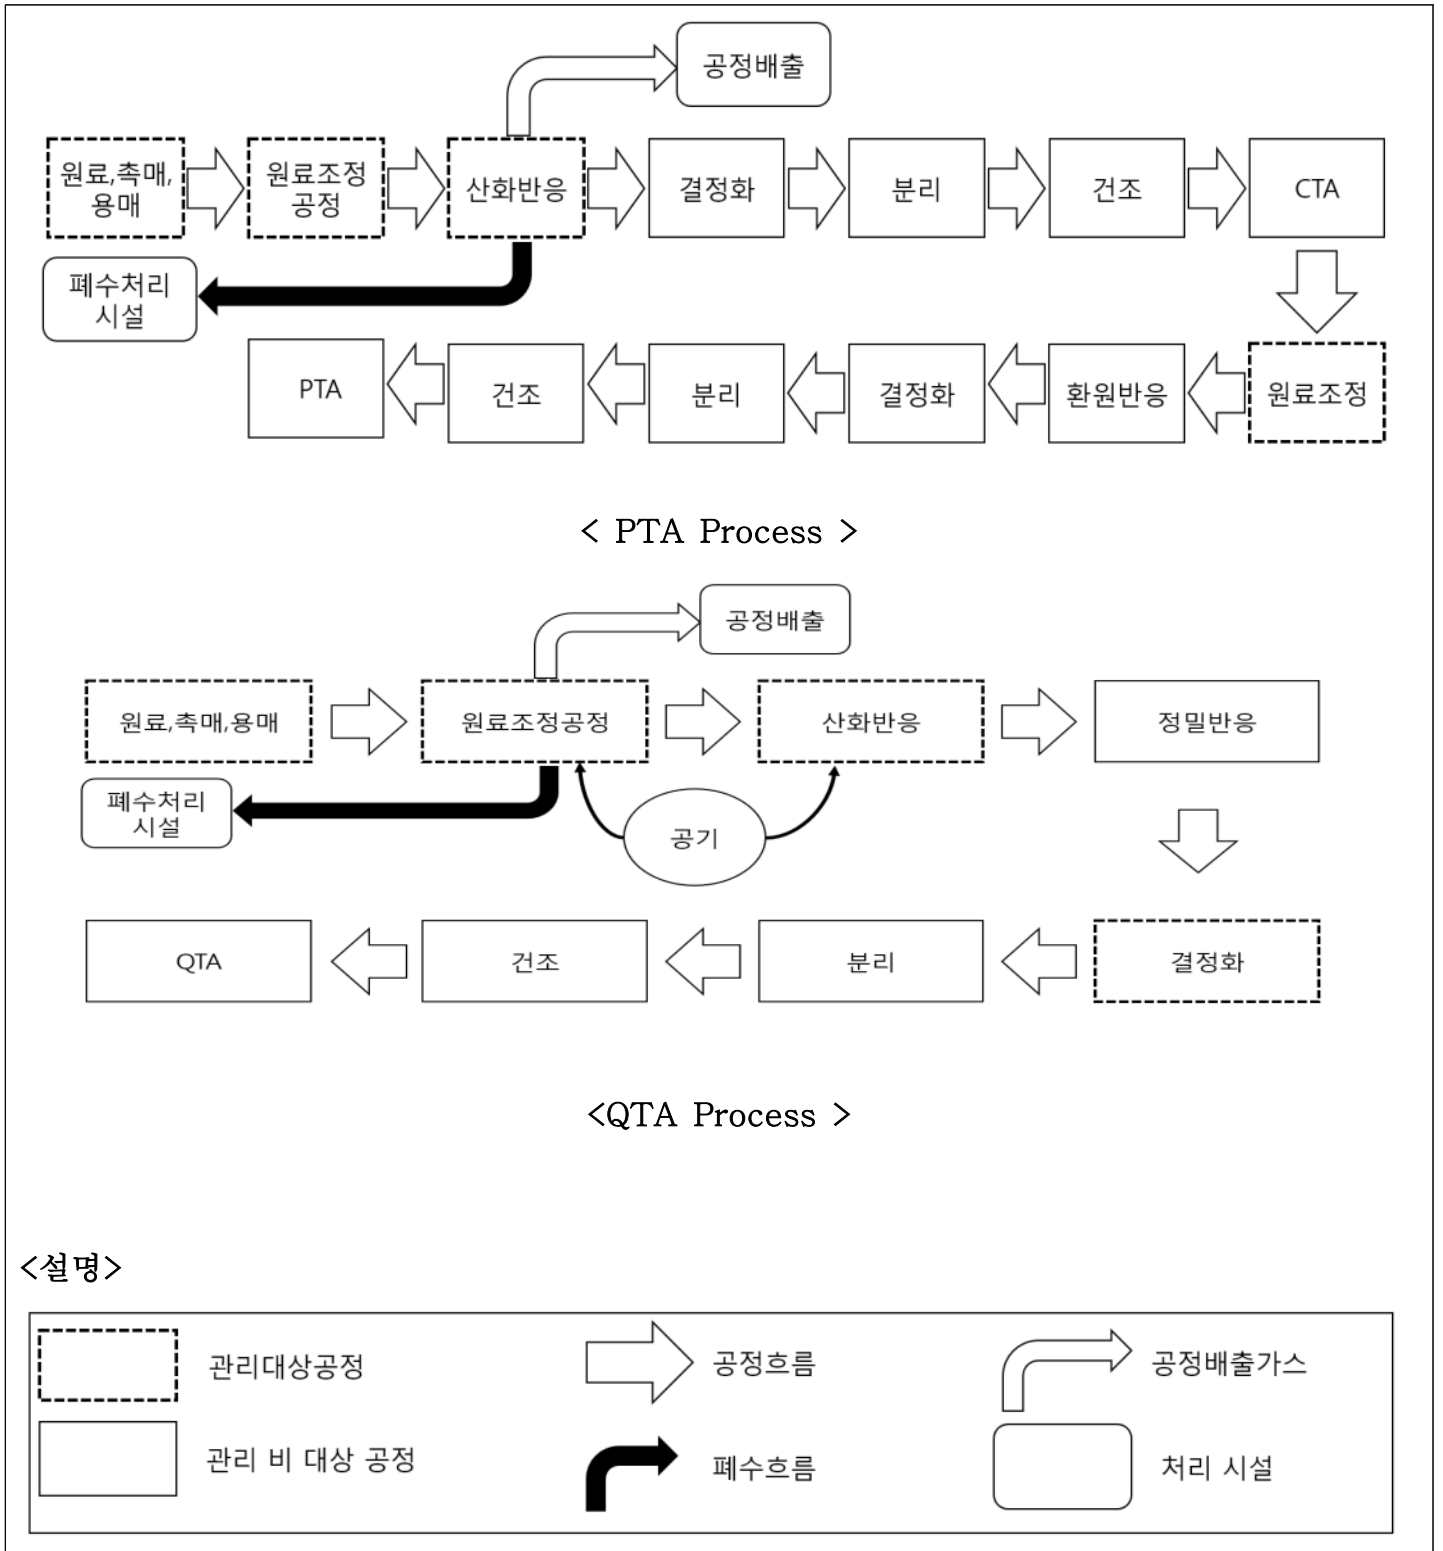 공정배출
원료,촉매,
용매
원료조정
공정
산화반응
결정화
분리
건조
CTA
폐수처리
시설
PTA
건조
분리
결정화
환원반응
원료조정
< PTA Process >
공정배출
원료,촉매,용매
원료조정공정
산화반응
정밀반응
폐수처리
시설
공기
QTA
건조
분리
결정화
<QTA Process >
<설명>
관리대상공정
공정흐름
공정배출가스
관리 비 대상 공정
폐수흐름
처리 시설